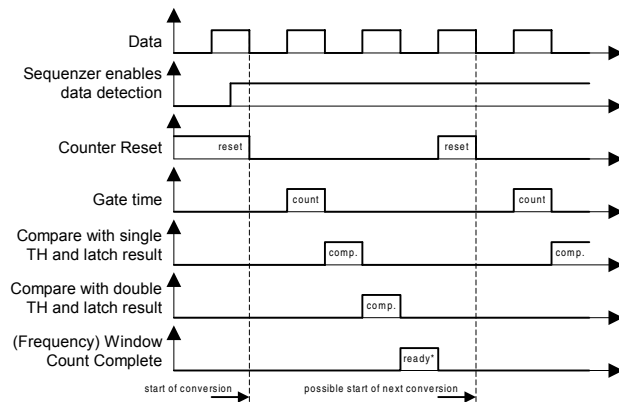 Data
Sequenzer enables
data detection
Counter Reset
reset
reset
Gate time
count
count
Compare with single
TH and latch result
comp.
comp.
Compare with double
TH and latch result
comp.
(Frequency) Window
Count Complete
ready*
start of conversion
possible start of next conversion